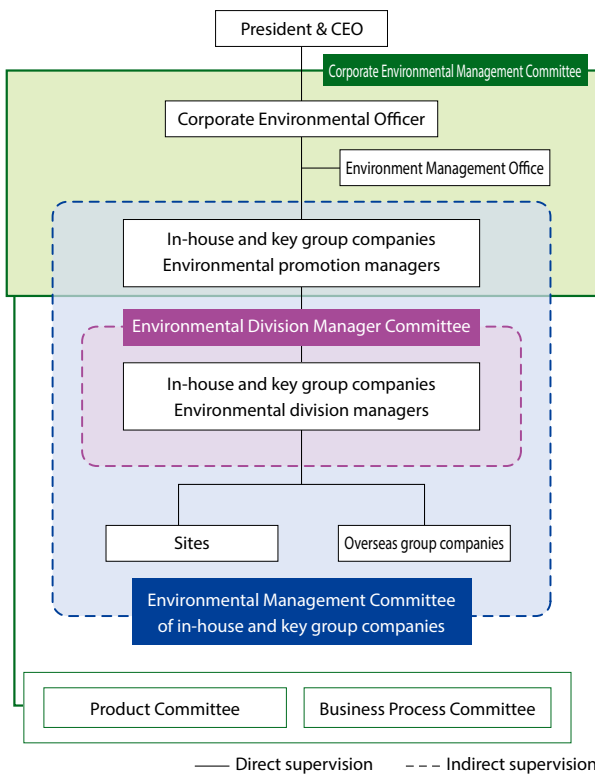 President & CEO
Corporate Environmental Management Committee
Corporate Environmental Officer
Environment Management Office
In-house and key group companies
Environmental promotion managers
Environmental Division Manager Committee
In-house and key group companies
Environmental division managers
Sites
Overseas group companies
Environmental Management Committee
of in-house and key group companies
Product Committee
Business Process Committee
Direct supervision
Indirect supervision